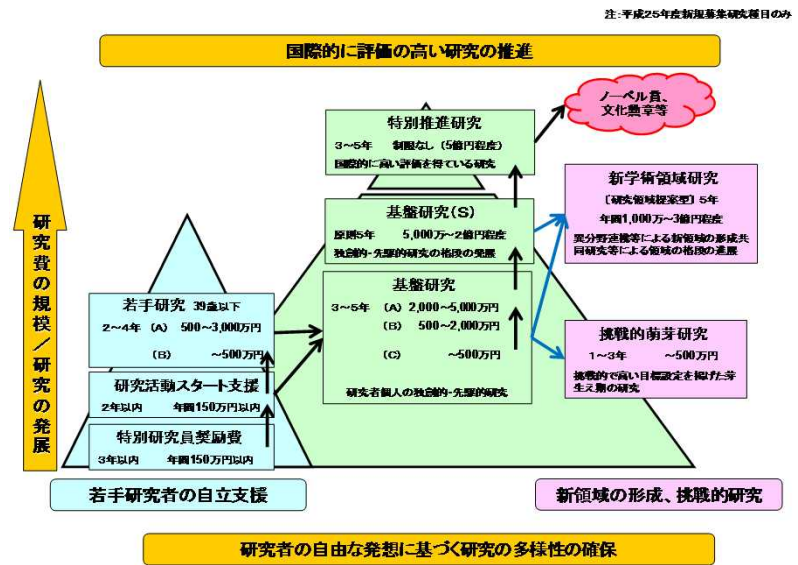 注:平成25年度新規募集研究種目のみ
国際的に評価の高い研究の推進
ノーベル賞、
文化勲章等
特別推進研究
3~5年 制限なし(5億円程度)
国際的に高い評価を得ている研究
新学術領域研究
〔研究領域提案型〕5年
年間1,000万~3億円程度
異分野連携等による新領域の形成共
同研究等による領域の格段の進展
基盤研究(S)
原則5年 5,000万~2億円程度
独創的・先駆的研究の格段の発展
研究費の規模/研究の発展
若手研究 39歳以下
2~4年 (A) 500~3,000万円
(B) ~500万円
基盤研究
3~5年 (A) 2,000~5,000万円
(B) 500~2,000万円
(C) ~500万円
研究者個人の独創的・先駆的研究
挑戦的萌芽研究
1~3年 ~500万円
挑戦的で高い目標設定を掲げた芽
生え期の研究
研究活動スタート支援
2年以内 年間150万円以内
特別研究員奨励費
3年以内 年間150万円以内
若手研究者の自立支援
新領域の形成、挑戦的研究
研究者の自由な発想に基づく研究の多様性の確保